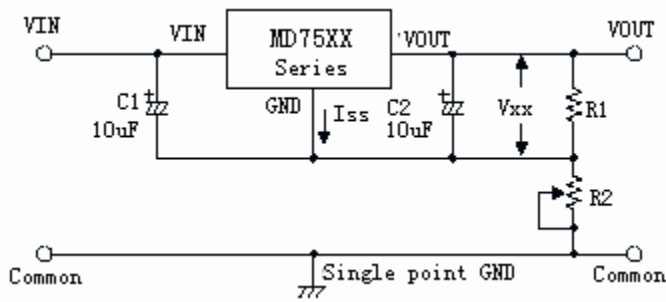 VIN
VIN
MD75XX
Series
VOUT
VOUT
GND
Iss
C1
10uF
C2
10uF
Vxx
R1
R2
Common
Single point GND
Common